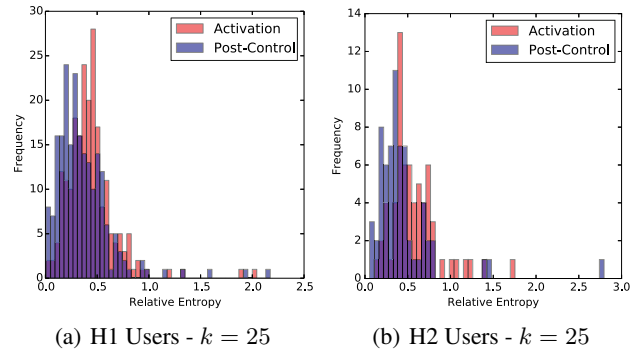 30
25
20
15
10
5
0
Frequency
Activation
Post-Control
0.0 0.5 1.0 1.5 2.0 2.5
Relative Entropy
(a) H1 Users - k = 25
14
12
10
8
6
4
2
0
Frequency
Activation
Post-Control
0.0 0.5 1.0 1.5 2.0 2.5 3.0
Relative Entropy
(b) H2 Users - k = 25